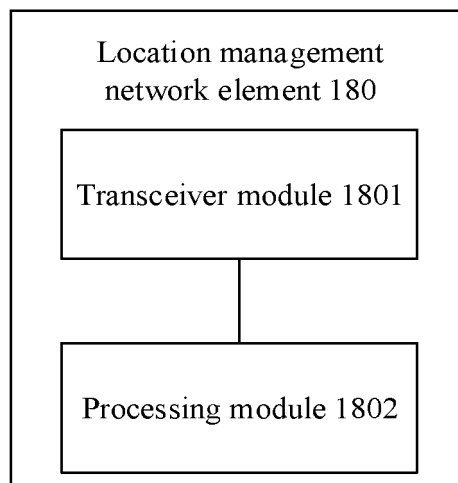 Location management
network element 180
Transceiver module 1801
Processing module 1802